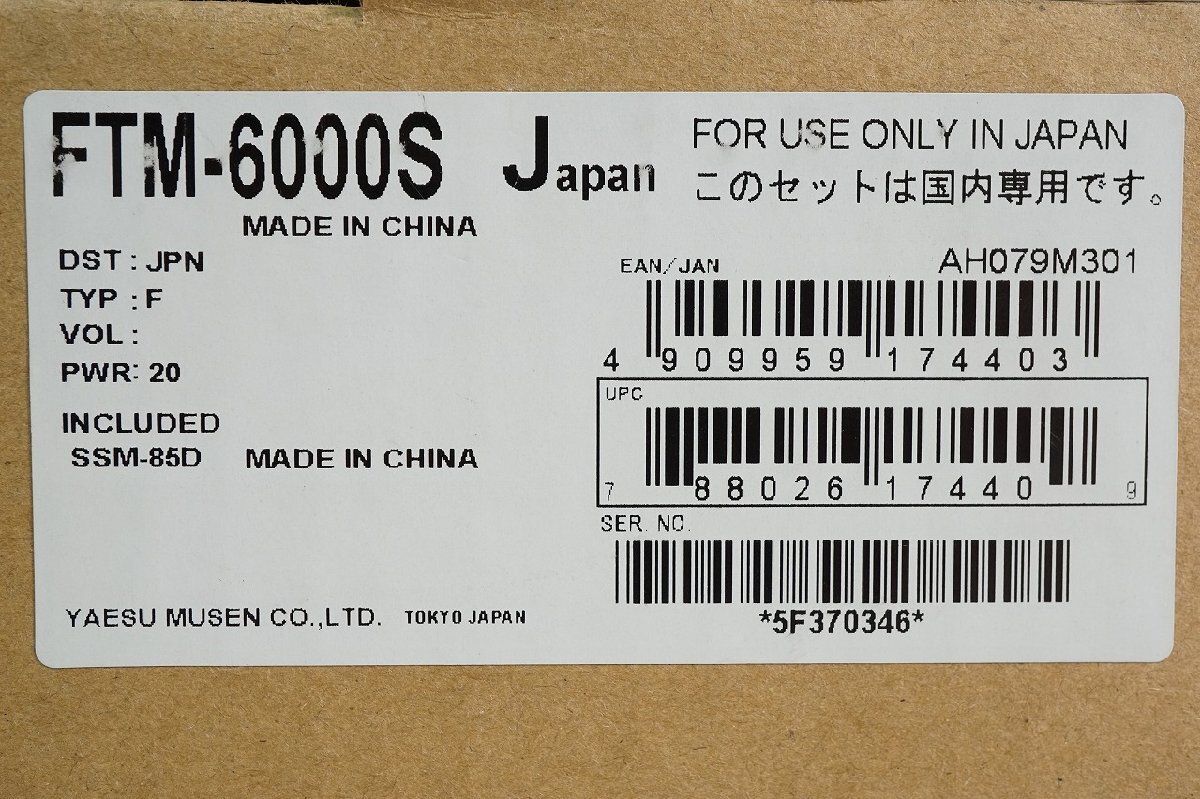 FTM-6000S Japan
MADE IN CHINA
FOR USE ONLY IN JAPAN
このセットは国内専用です。
DST : JPN
TYP : F
VOL :
PWR: 20
INCLUDED
SSM-85D MADE IN CHINA
YAESU MUSEN CO.,LTD. TOKYO JAPAN
EAN/JAN AH079M301
4 909959 174403
UPC
7 88026 17440 9
SER. NO.
*5F370346*